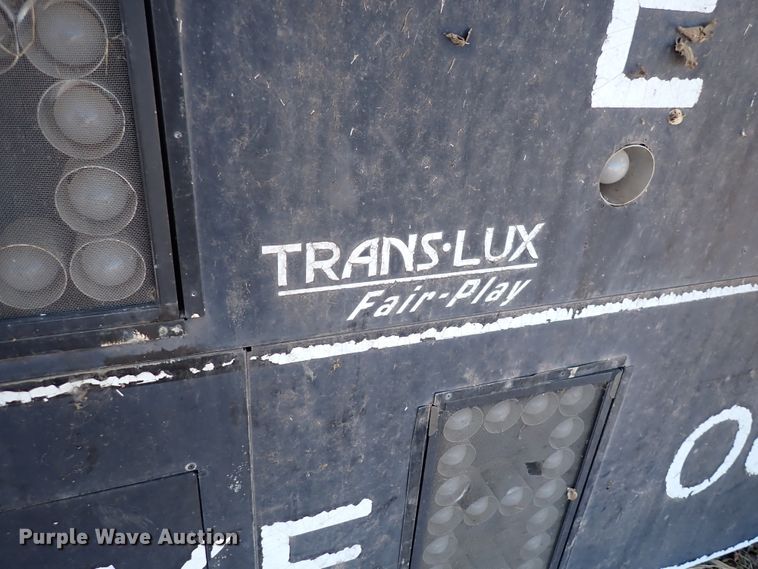 E
TRANS·LUX
Fair-Play
Purple Wave Auction®